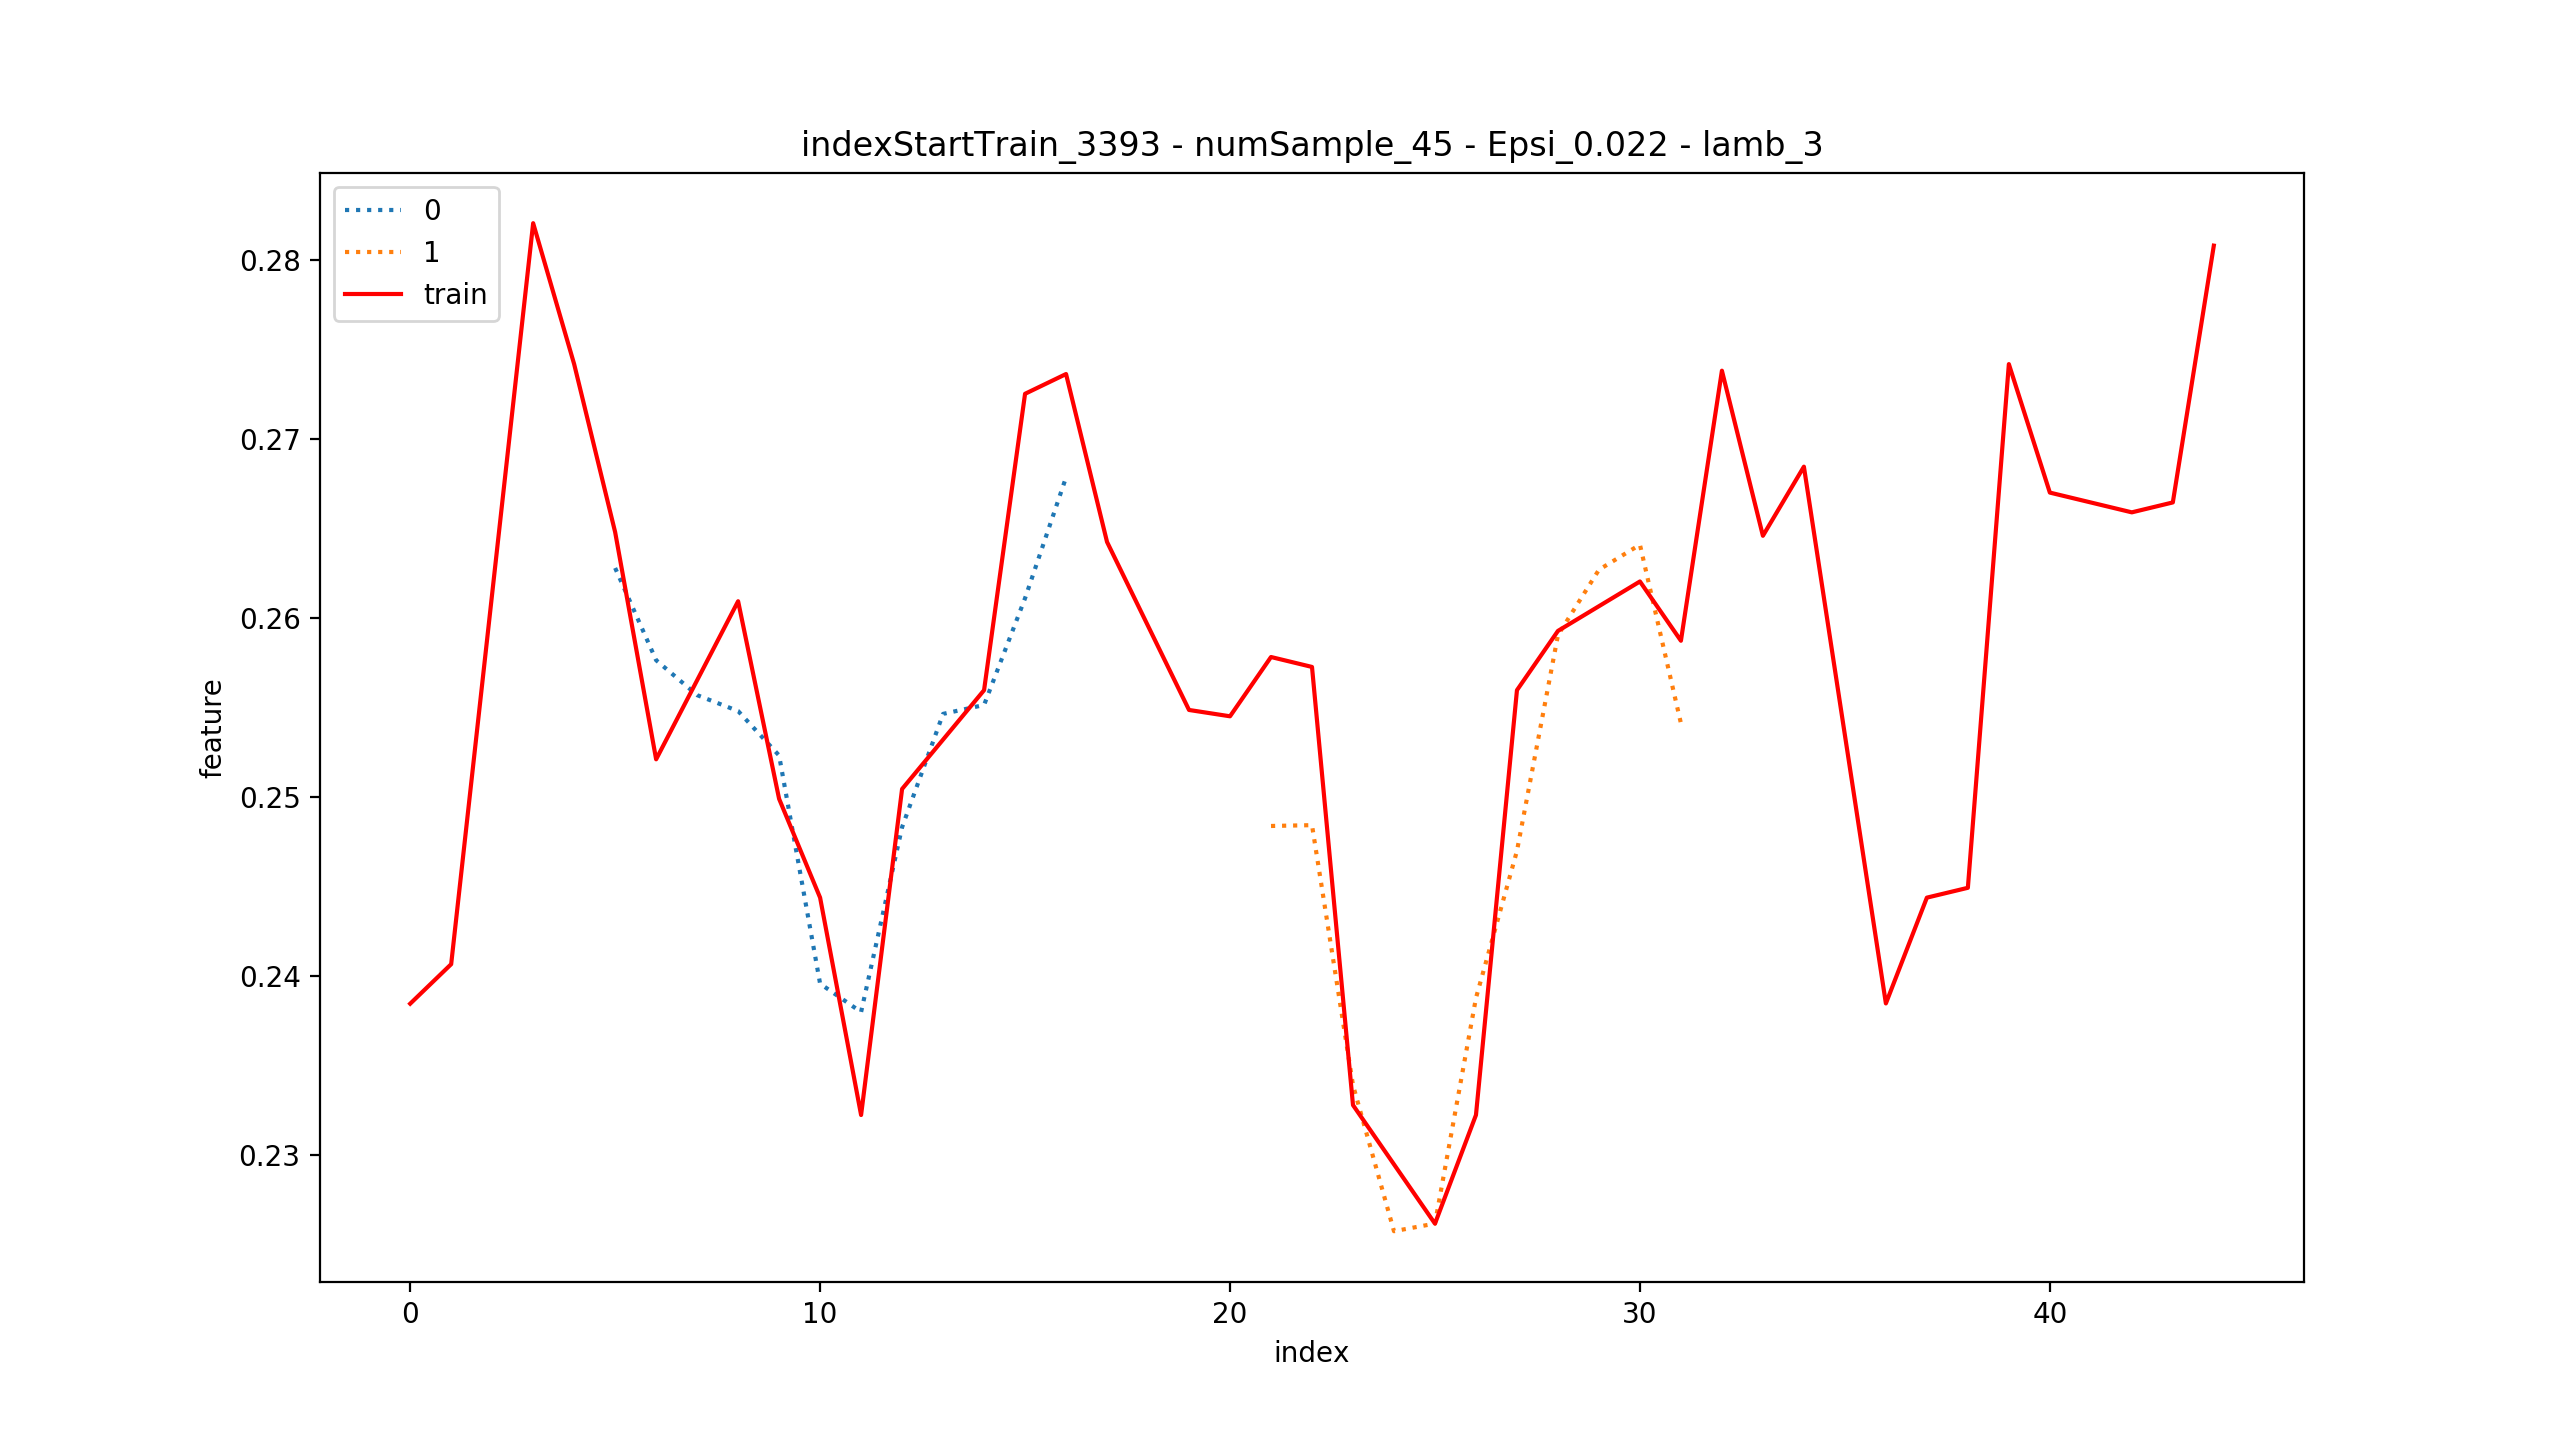 indexStartTrain_3393 - numSample_45 - Epsi_0.022 - lamb_3
0
1
train
0.28
0.27
0.26
0.25
0.24
0.23
feature
0 10 20 30 40
index